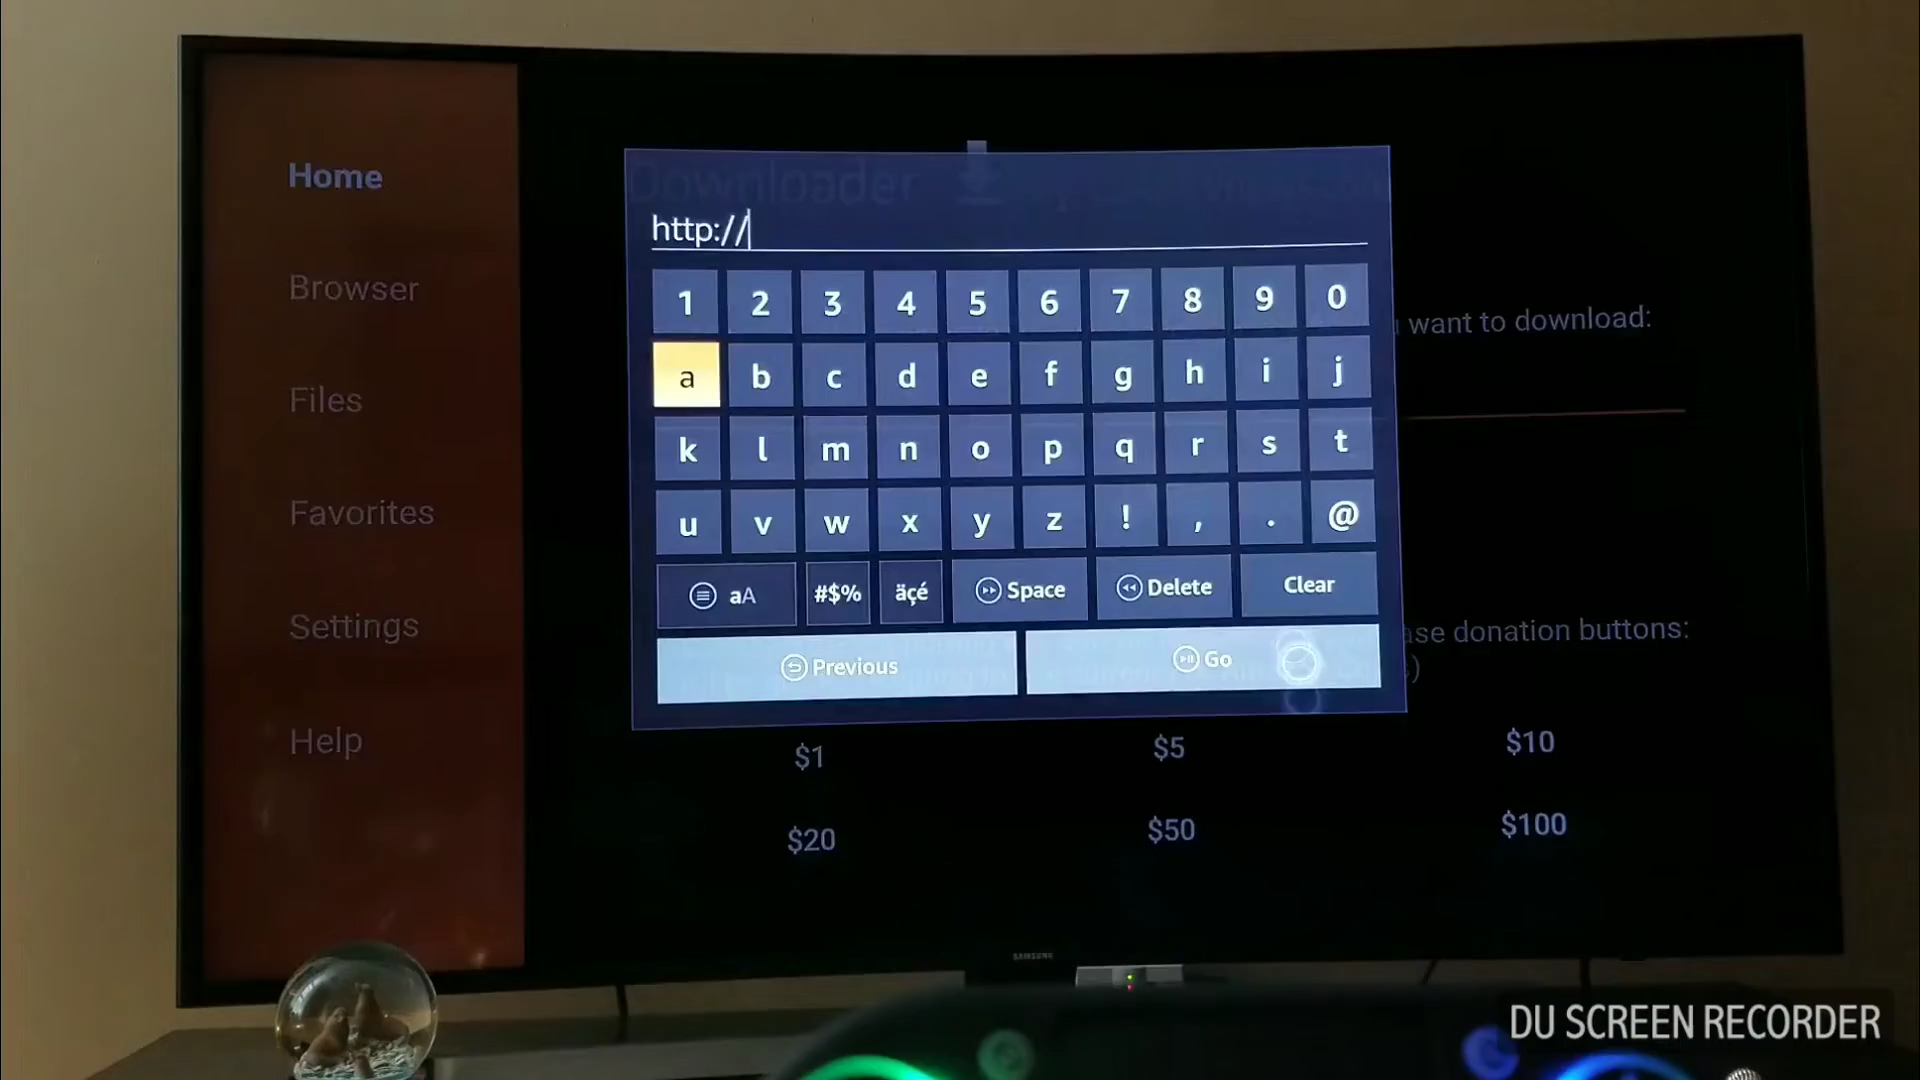 Home
Browser
Files
Favorites
Settings
Help
Downloader
http://
1 2 3 4 5 6 7 8 9 0
a b c d e f g h i j
k l m n o p q r s t
u v w x y z ! , . @
aA #$% äçé Space Delete Clear
Previous Go
want to download:
donation buttons:
)
$1 $5 $10
$20 $50 $100
SAMSUNG
DU SCREEN RECORDER